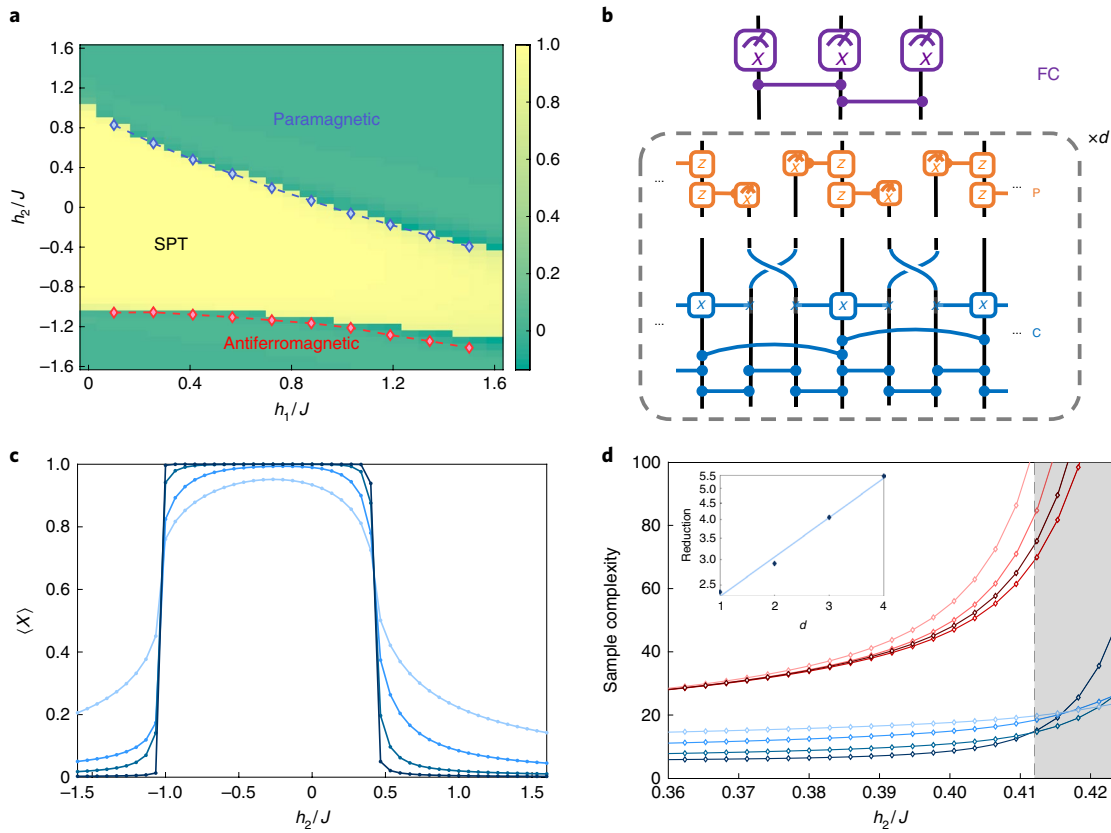 a
1.6
1.2
0.8
0.4
0
−0.4
−0.8
−1.2
−1.6
h2/J
0
0.4
0.8
1.2
1.6
h1/J
Paramagnetic
SPT
Antiferromagnetic
1.0
0.8
0.6
0.4
0.2
0
b
X X X
FC
×d
Z X Z X Z
... Z X Z X Z ... P
X X X
... ... C
c
1.0
0.8
0.6
0.4
0.2
0
⟨X⟩
−1.5 −1.0 −0.5 0 0.5 1.0 1.5
h2/J
d
100
80
60
40
20
0
Sample complexity
5.5
4.5
4.0
3.5
3.0
2.5
Reduction
1 2 3 4
d
0.36 0.37 0.38 0.39 0.40 0.41 0.42
h2/J